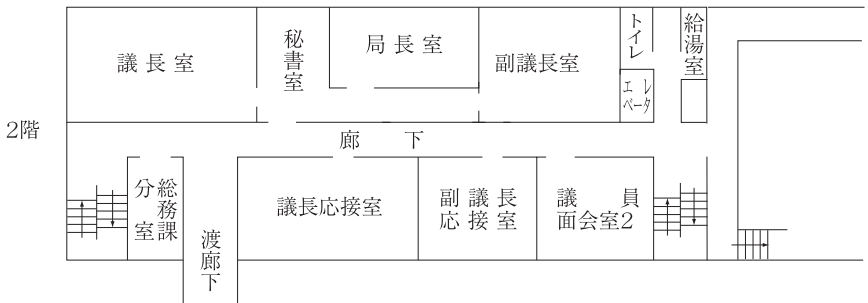 2階
議長室
秘書室
局長室
副議長室
トイレ
エレベータ
給湯室
廊下
総務課分室
渡廊下
議長応接室
副議長応接室
議員面会室2